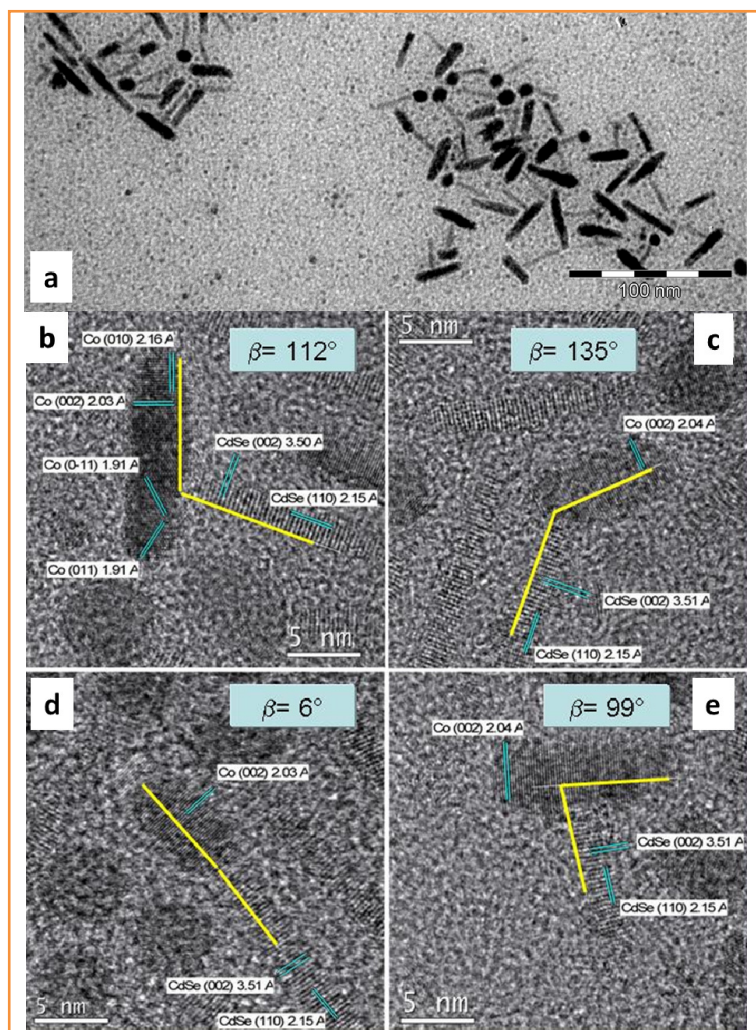 a
100 nm
b
β= 112°
Co (010) 2.16 A
Co (002) 2.03 A
CdSe (002) 3.50 A
Co (0-11) 1.91 A
CdSe (110) 2.15 A
Co (011) 1.91 A
5 nm
5 nm
β= 135°
c
Co (002) 2.04 A
CdSe (002) 3.51 A
CdSe (110) 2.15 A
d
β= 6°
Co (002) 2.03 A
CdSe (002) 3.51 A
5 nm
CdSe (110) 2.15 A
β= 99°
e
Co (002) 2.04 A
CdSe (002) 3.51 A
CdSe (110) 2.15 A
5 nm